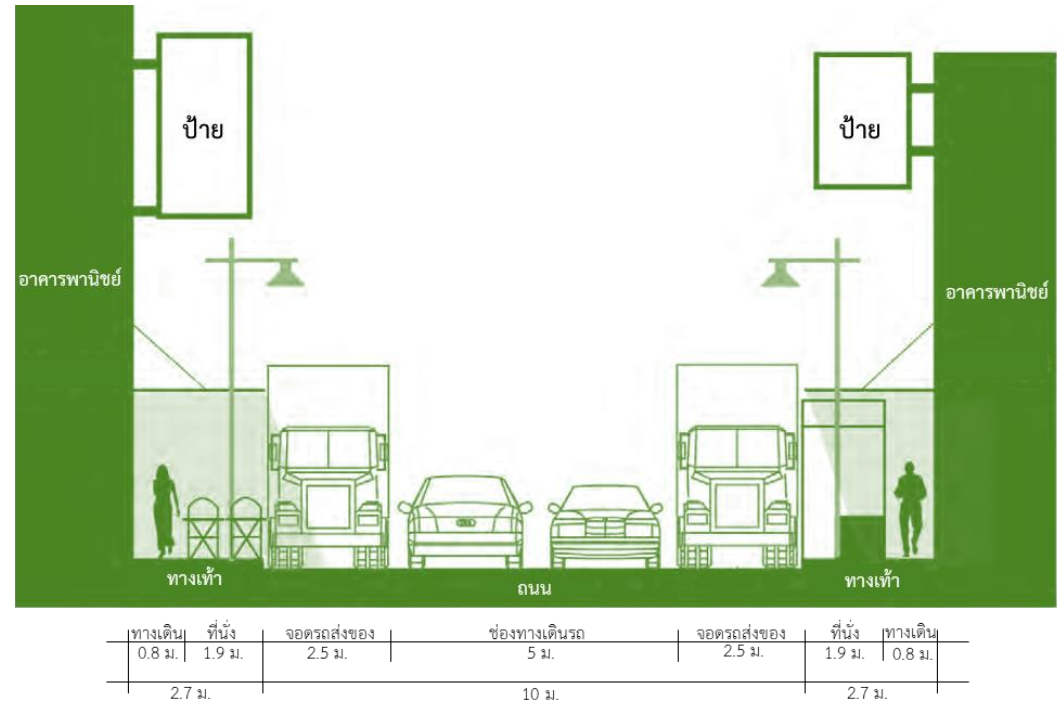 ป้าย
ป้าย
อาคารพานิชย์
อาคารพานิชย์
ทางเท้า
ถนน
ทางเท้า
ทางเดิน ที่นั่ง จอดรถส่งของ ช่องทางเดินรถ จอดรถส่งของ ที่นั่ง ทางเดิน
0.8 ม. 1.9 ม. 2.5 ม. 5 ม. 2.5 ม. 1.9 ม. 0.8 ม.
2.7 ม. 10 ม. 2.7 ม.